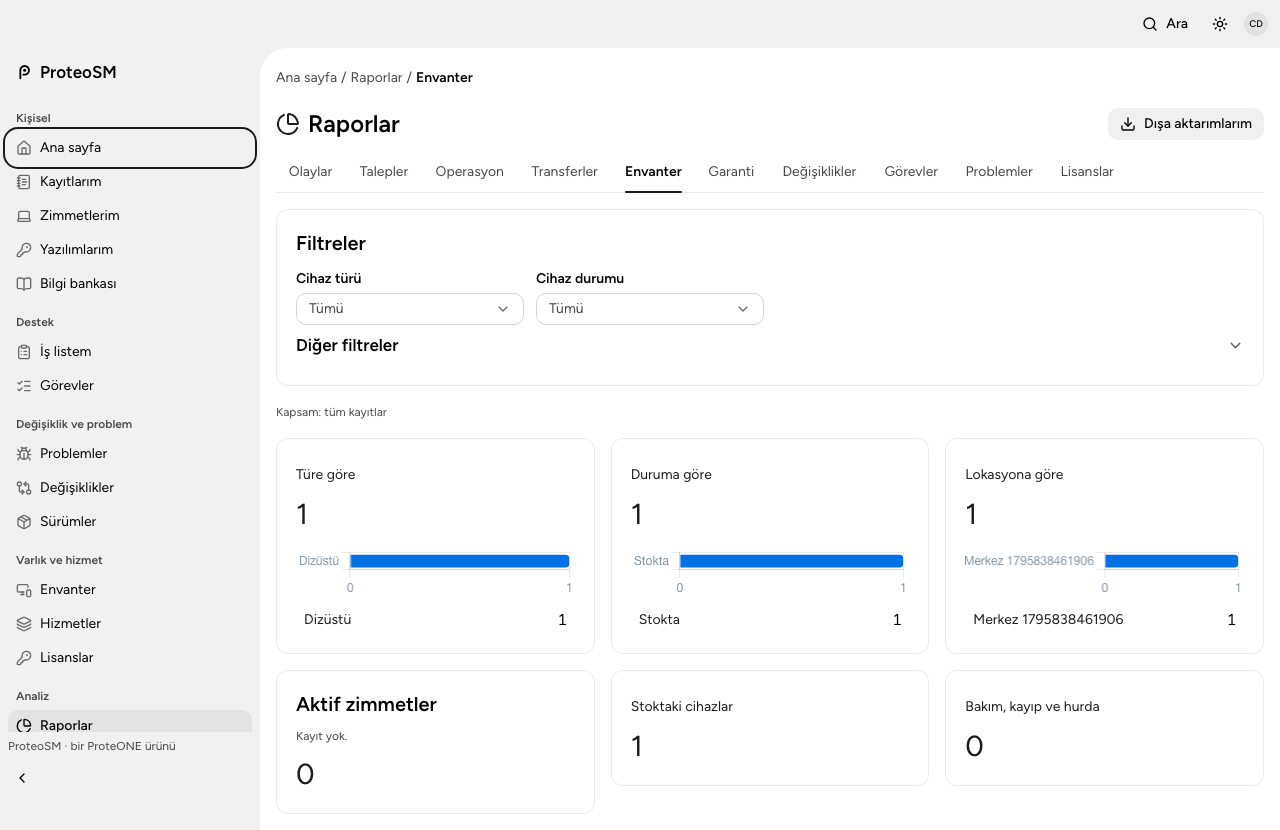 Ara
CD
ProteoSM
Kişisel
Ana sayfa
Kayıtlarım
Zimmetlerim
Yazılımlarım
Bilgi bankası
Destek
İş listem
Görevler
Değişiklik ve problem
Problemler
Değişiklikler
Sürümler
Varlık ve hizmet
Envanter
Hizmetler
Lisanslar
Analiz
Raporlar
ProteoSM · bir ProteONE ürünü
Ana sayfa / Raporlar / Envanter
Raporlar
Dışa aktarımlarım
Olaylar Talepler Operasyon Transferler Envanter Garanti Değişiklikler Görevler Problemler Lisanslar
Filtreler
Cihaz türü Cihaz durumu
Tümü Tümü
Diğer filtreler
Kapsam: tüm kayıtlar
Türe göre
1
Dizüstü
0 1
Dizüstü 1
Duruma göre
1
Stokta
0 1
Stokta 1
Lokasyona göre
1
Merkez 1795838461906
0 1
Merkez 1795838461906 1
Aktif zimmetler
Kayıt yok.
0
Stoktaki cihazlar
1
Bakım, kayıp ve hurda
0